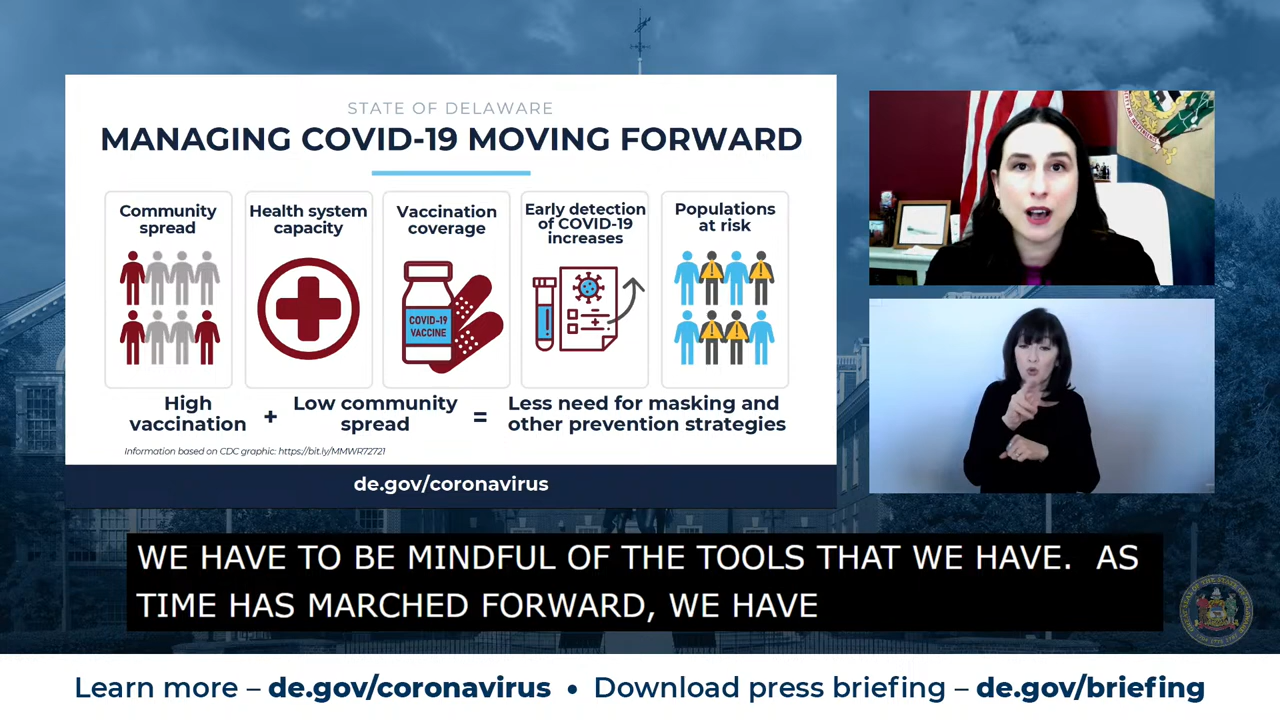 STATE OF DELAWARE
MANAGING COVID-19 MOVING FORWARD
Community
spread
Health system
capacity
Vaccination
coverage
COVID-19
VACCINE
Early detection
of COVID-19
increases
Populations
at risk
High
vaccination
+
Low community
spread
=
Less need for masking and
other prevention strategies
Information based on CDC graphic: https://bit.ly/MMWR72721
de.gov/coronavirus
WE HAVE TO BE MINDFUL OF THE TOOLS THAT WE HAVE. AS
TIME HAS MARCHED FORWARD, WE HAVE
Learn more – de.gov/coronavirus • Download press briefing – de.gov/briefing